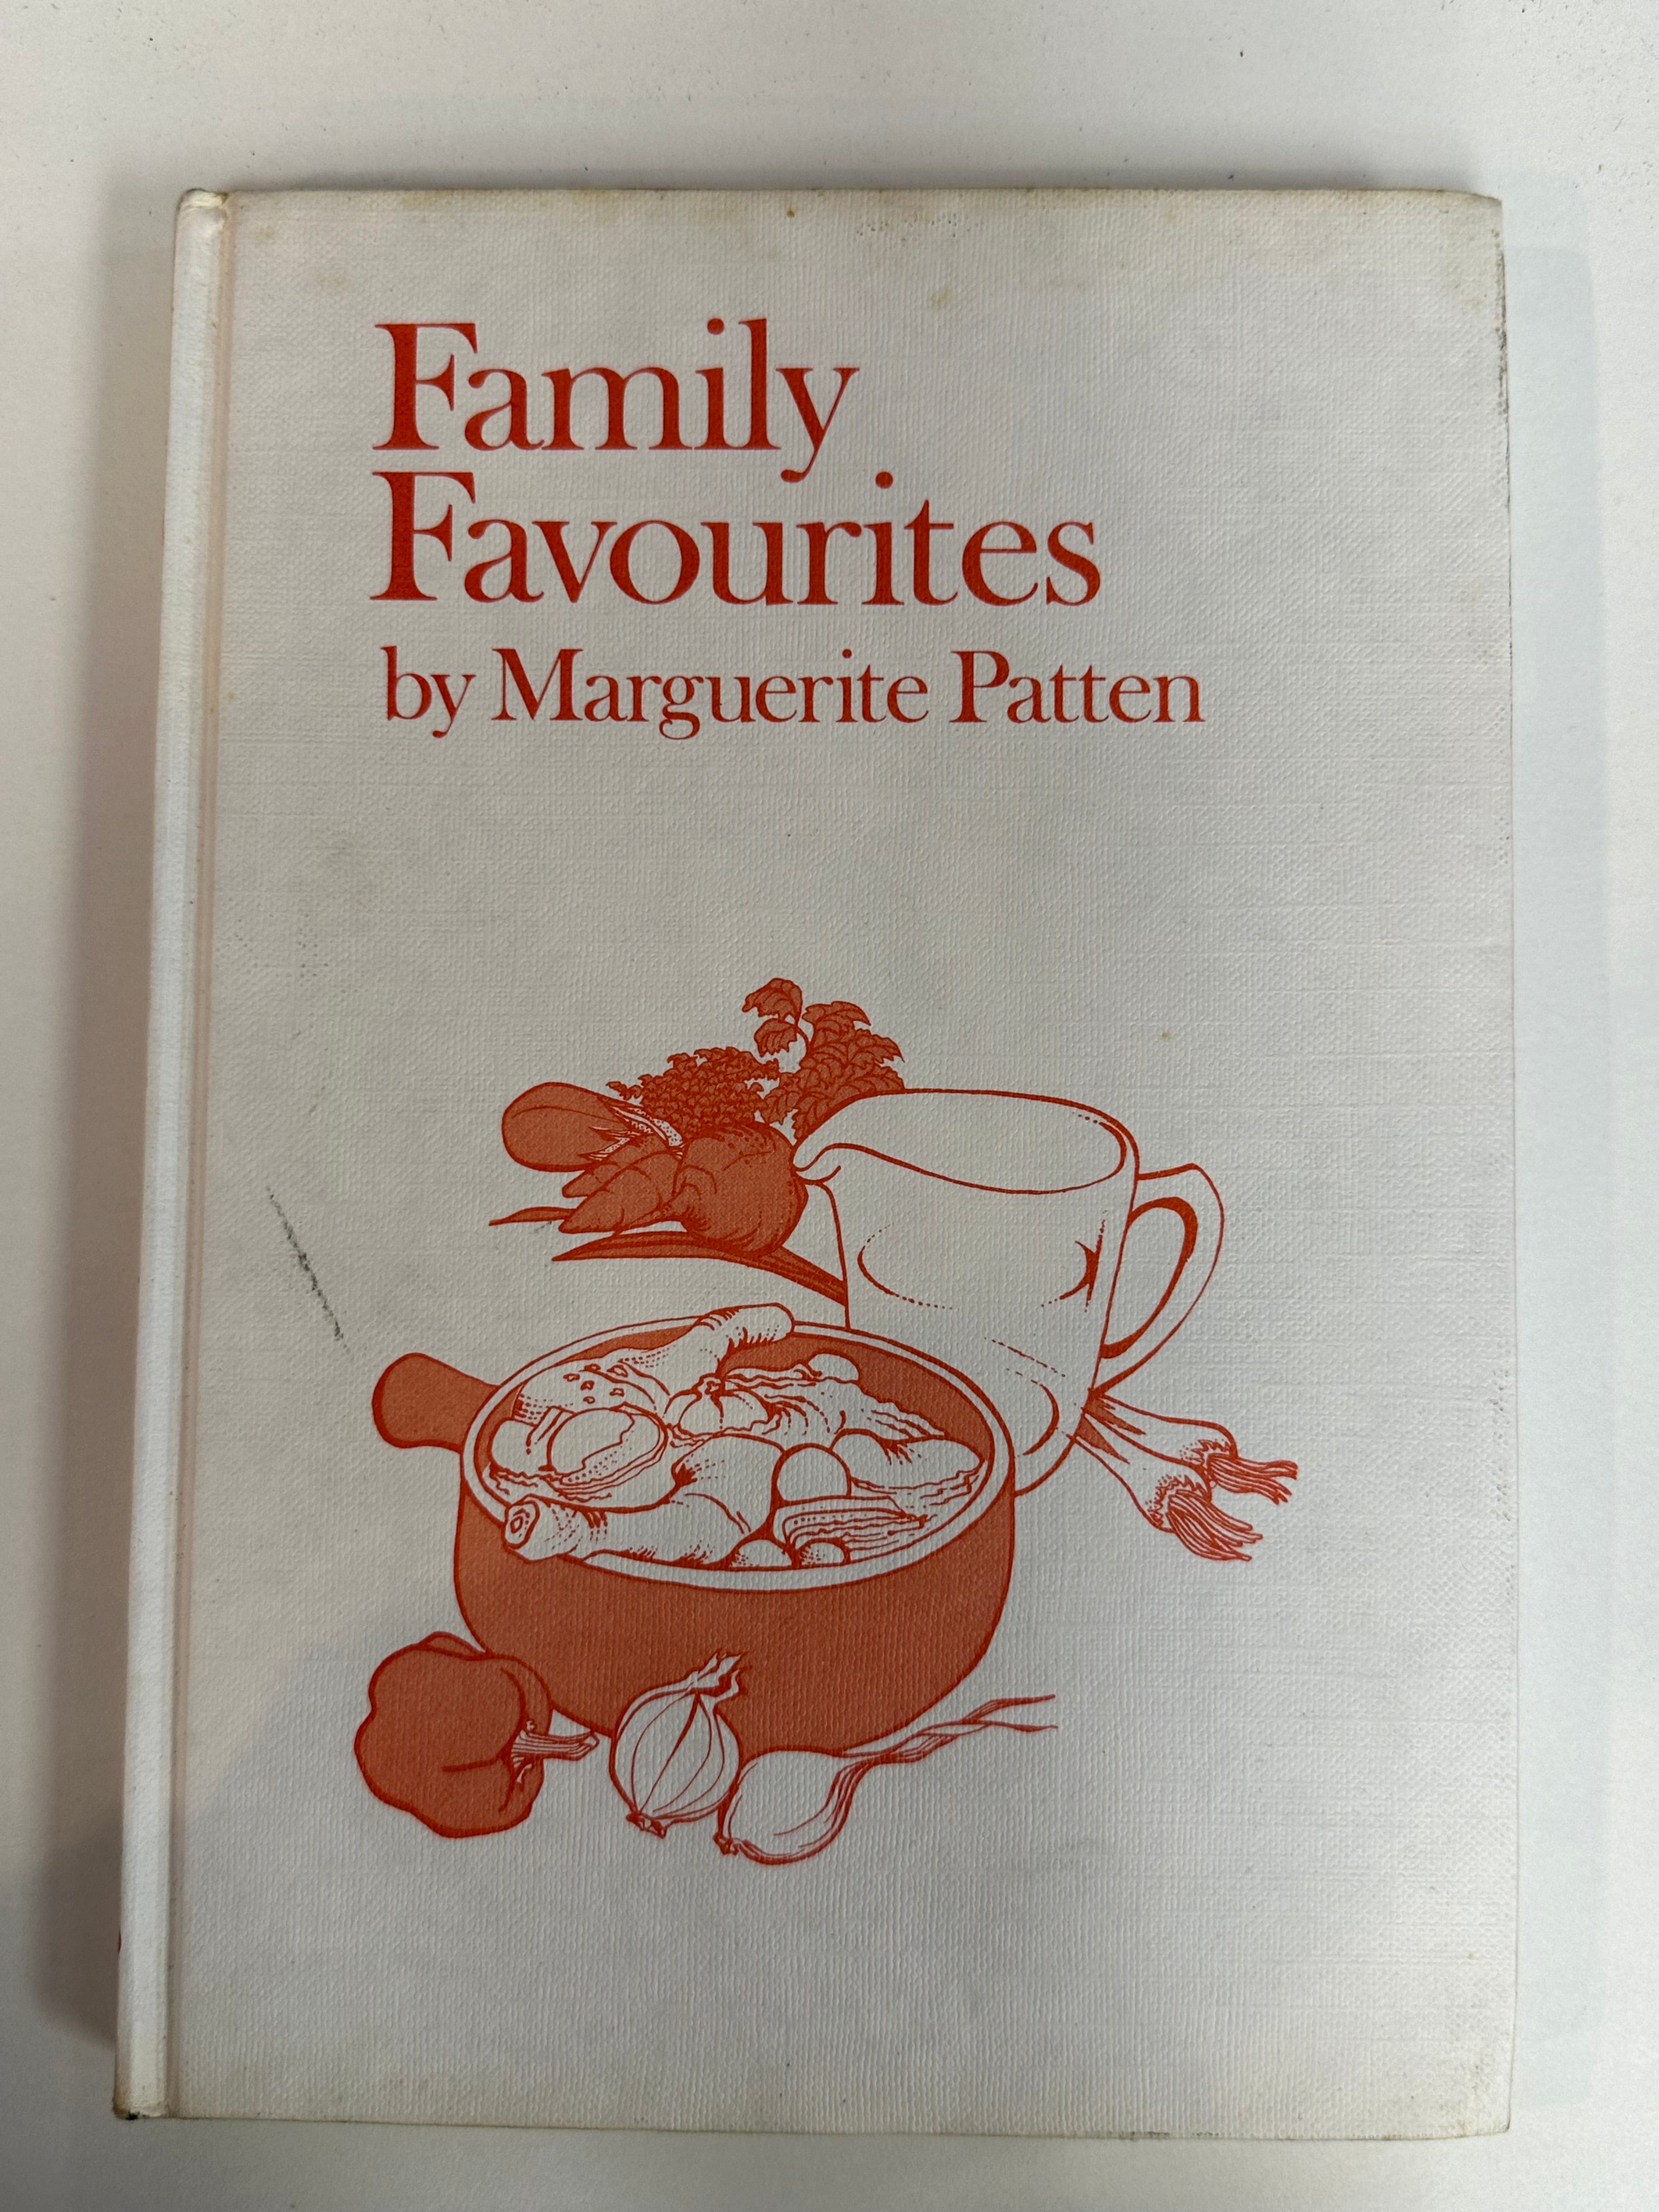 Family
Favourites
by Marguerite Patten